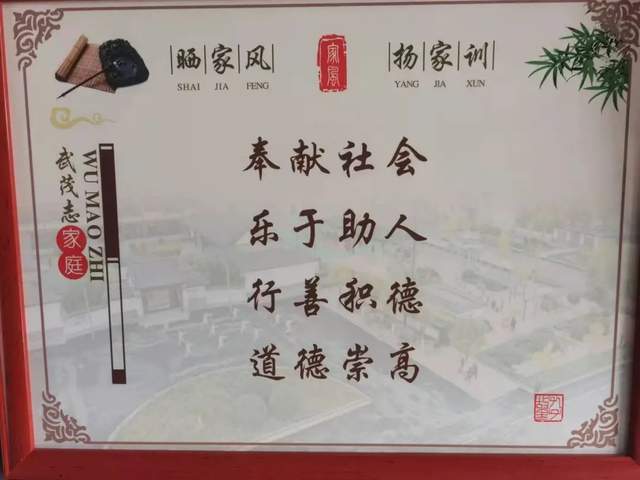 晒家风
SHAI JIA FENG
家风
扬家训
YANG JIA XUN
武茂志家庭
WU MAO ZHI
奉献社会
乐于助人
行善积德
道德崇高